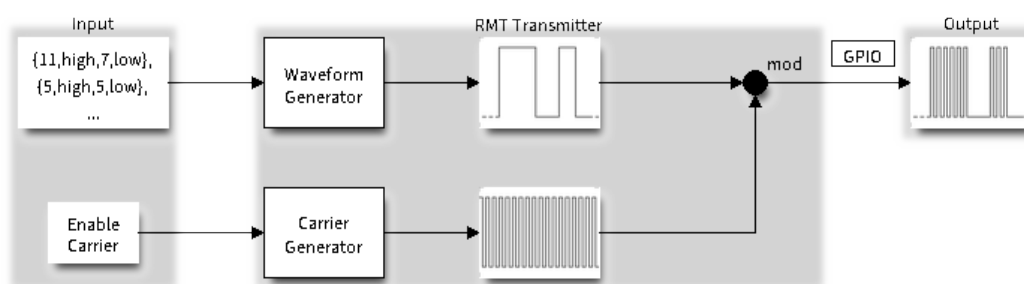 Input
RMT Transmitter
Output
{11,high,7,low},
{5,high,5,low},
...
Waveform
Generator
mod
GPIO
Enable
Carrier
Carrier
Generator